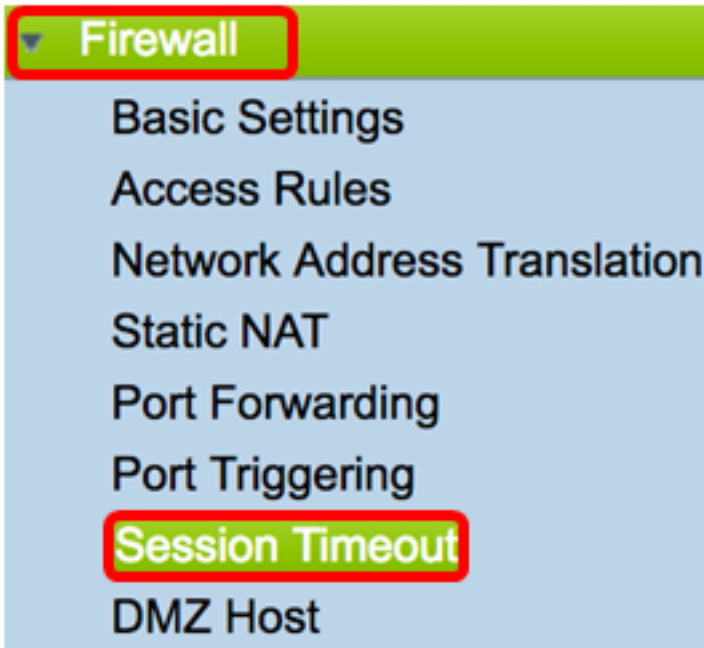 Firewall
Basic Settings
Access Rules
Network Address Translation
Static NAT
Port Forwarding
Port Triggering
Session Timeout
DMZ Host